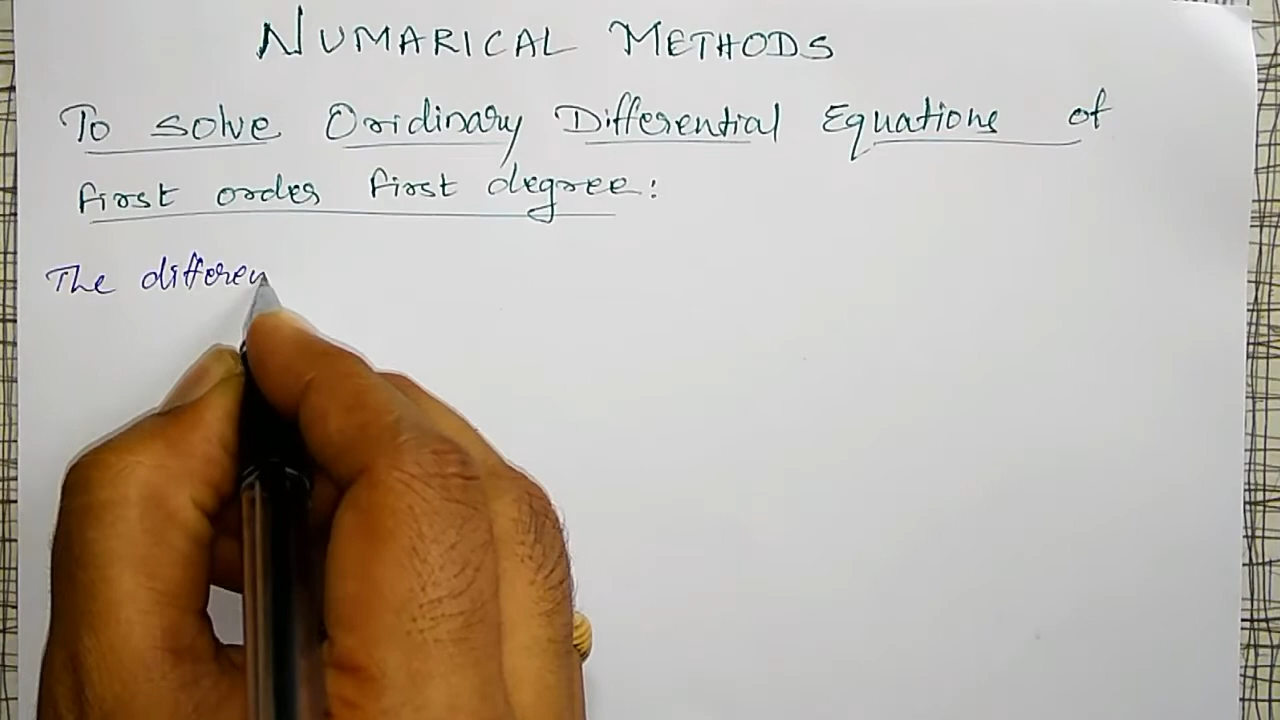 NUMARICAL METHODS
To solve Oridinary Differential Equations of
first order first degree:
The differen